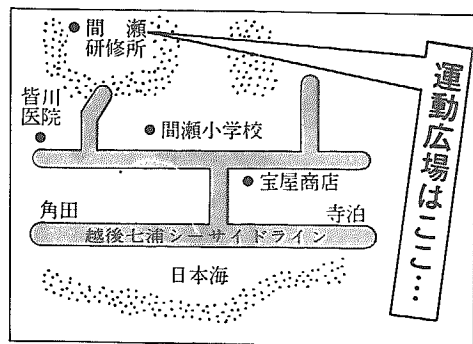 運動広場はここ…
間瀬
研修所
皆川
医院
間瀬小学校
宝屋商店
角田
寺泊
越後七浦シーサイドライン
日本海